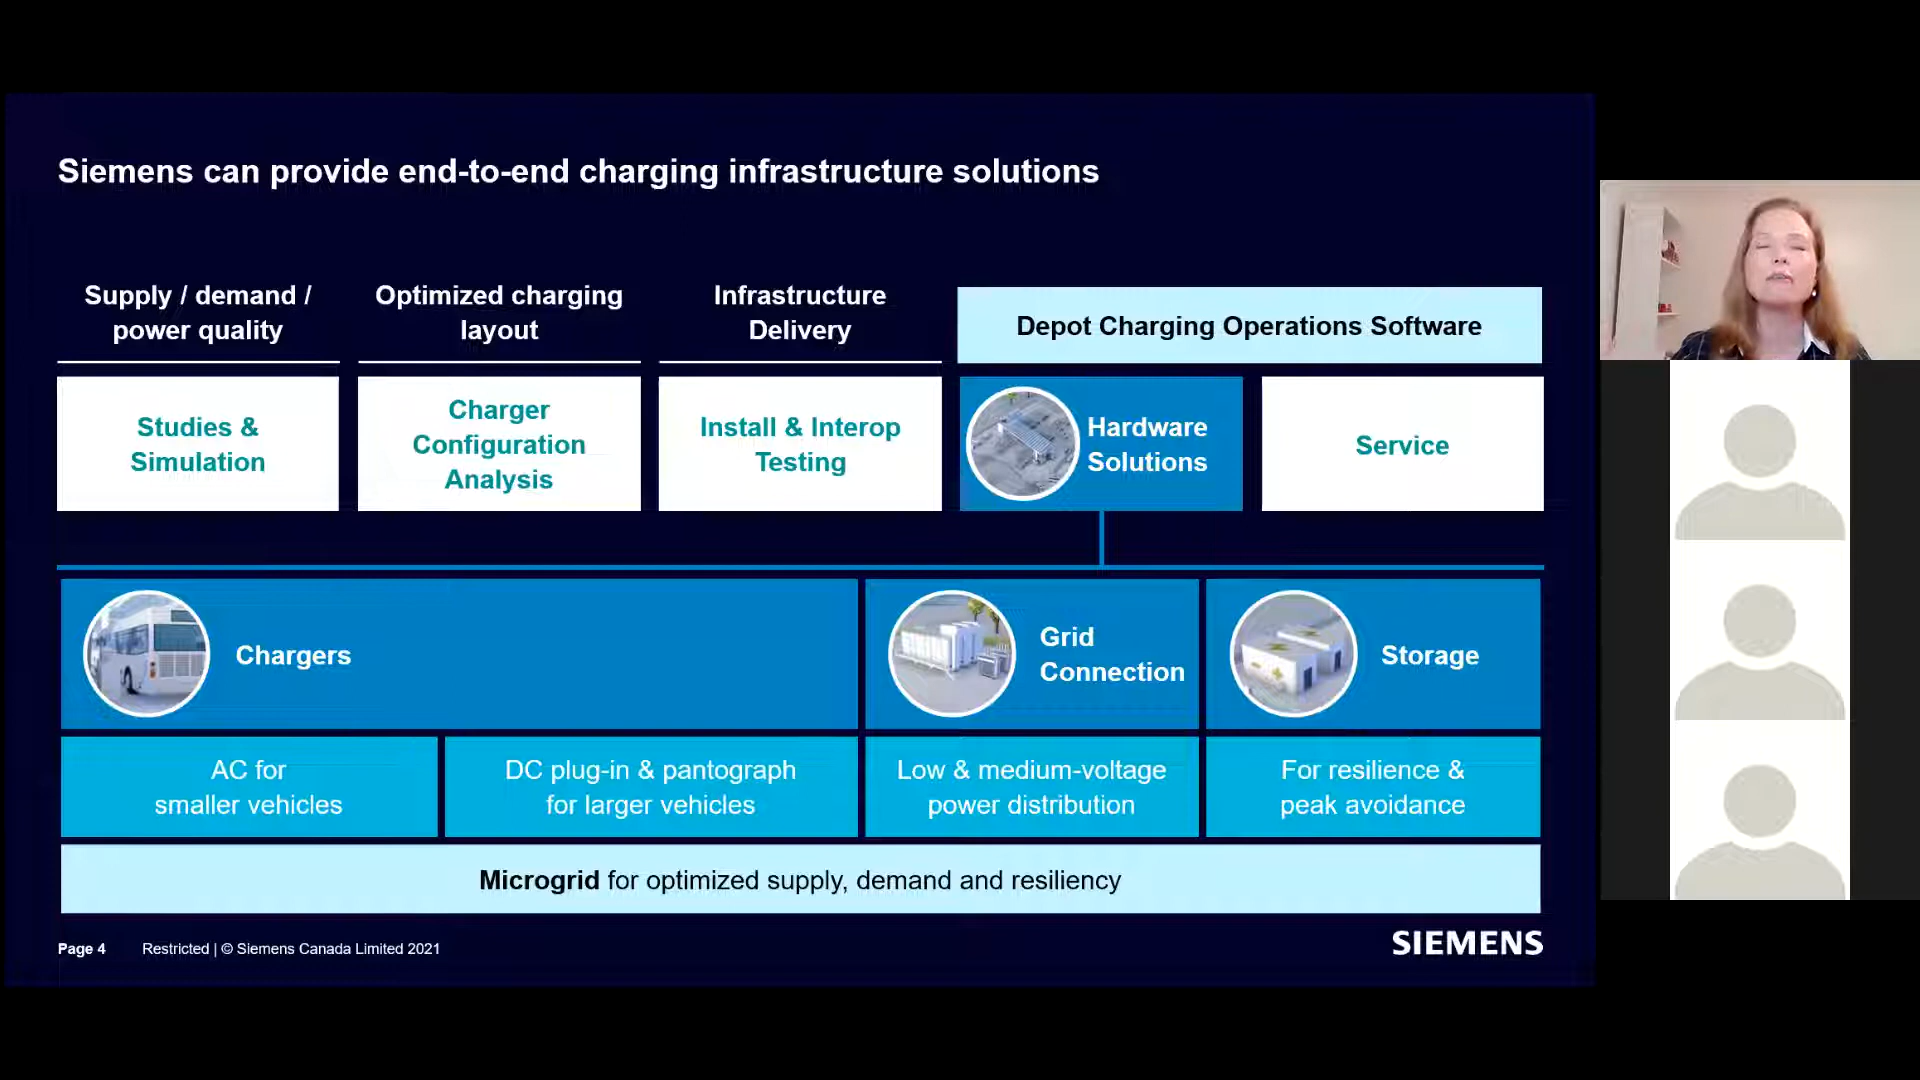 Siemens can provide end-to-end charging infrastructure solutions
Supply / demand /
power quality
Optimized charging
layout
Infrastructure
Delivery
Depot Charging Operations Software
Studies &
Simulation
Charger
Configuration
Analysis
Install & Interop
Testing
Hardware
Solutions
Service
Chargers
Grid
Connection
Storage
AC for
smaller vehicles
DC plug-in & pantograph
for larger vehicles
Low & medium-voltage
power distribution
For resilience &
peak avoidance
Microgrid for optimized supply, demand and resiliency
Page 4 Restricted | © Siemens Canada Limited 2021
SIEMENS